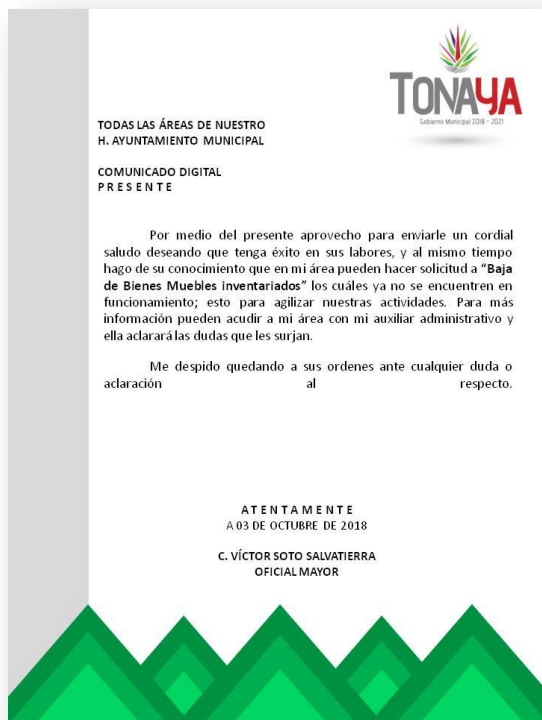 TONAYA
Gobierno Municipal 2018 - 2021
TODAS LAS ÁREAS DE NUESTRO
H. AYUNTAMIENTO MUNICIPAL
COMUNICADO DIGITAL
P R E S E N T E
Por medio del presente aprovecho para enviarle un cordial
saludo deseando que tenga éxito en sus labores, y al mismo tiempo
hago de su conocimiento que en mi área pueden hacer solicitud a “Baja
de Bienes Muebles inventariados” los cuáles ya no se encuentren en
funcionamiento; esto para agilizar nuestras actividades. Para más
información pueden acudir a mi área con mi auxiliar administrativo y
ella aclarará las dudas que les surjan.
Me despido quedando a sus ordenes ante cualquier duda o
aclaración al respecto.
A T E N T A M E N T E
A 03 DE OCTUBRE DE 2018
C. VÍCTOR SOTO SALVATIERRA
OFICIAL MAYOR